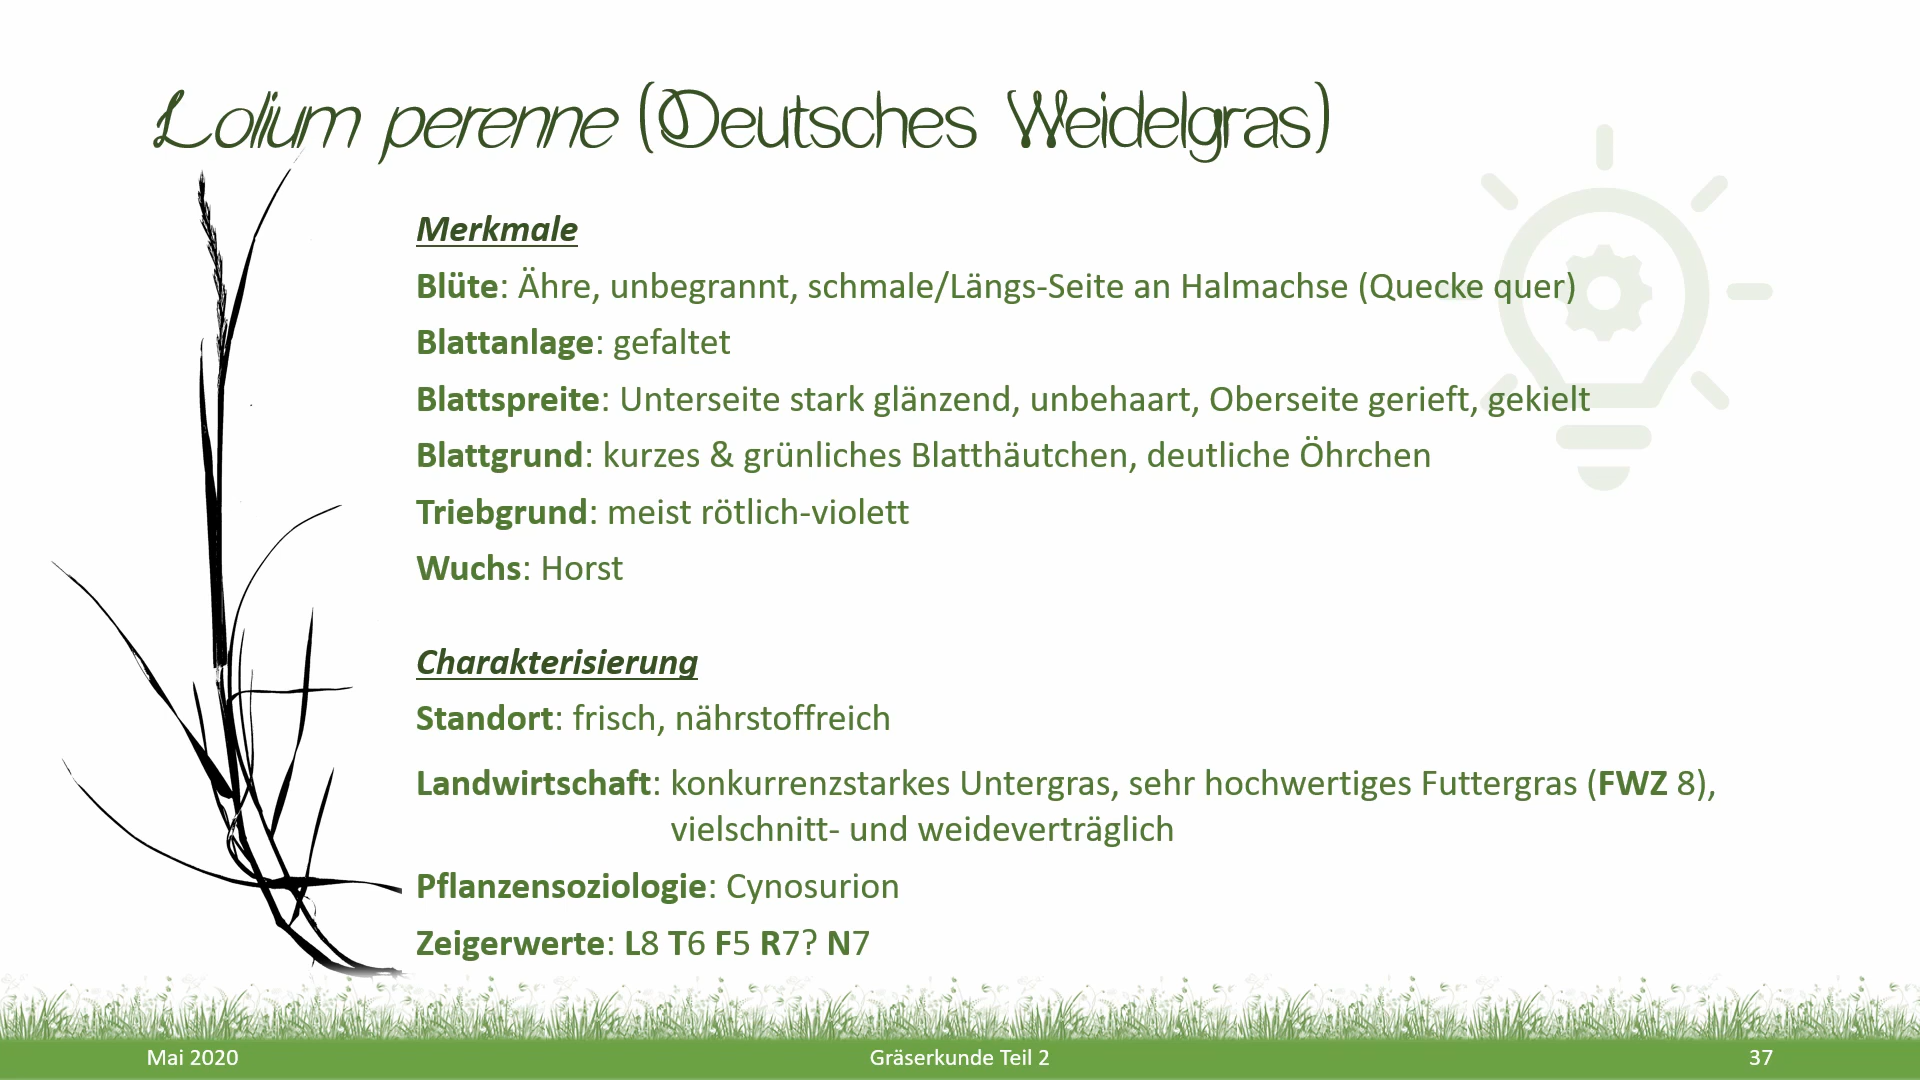 Lolium perenne (Deutsches Weidelgras)
Merkmale
Blüte: Ähre, unbegrannt, schmale/Längs-Seite an Halmachse (Quecke quer)
Blattanlage: gefaltet
Blattspreite: Unterseite stark glänzend, unbehaart, Oberseite gerieft, gekielt
Blattgrund: kurzes & grünliches Blatthäutchen, deutliche Öhrchen
Triebgrund: meist rötlich-violett
Wuchs: Horst
Charakterisierung
Standort: frisch, nährstoffreich
Landwirtschaft: konkurrenzstarkes Untergras, sehr hochwertiges Futtergras (FWZ 8),
vielschnitt- und weideverträglich
Pflanzensoziologie: Cynosurion
Zeigerwerte: L8 T6 F5 R7? N7
Mai 2020
Gräserkunde Teil 2
37